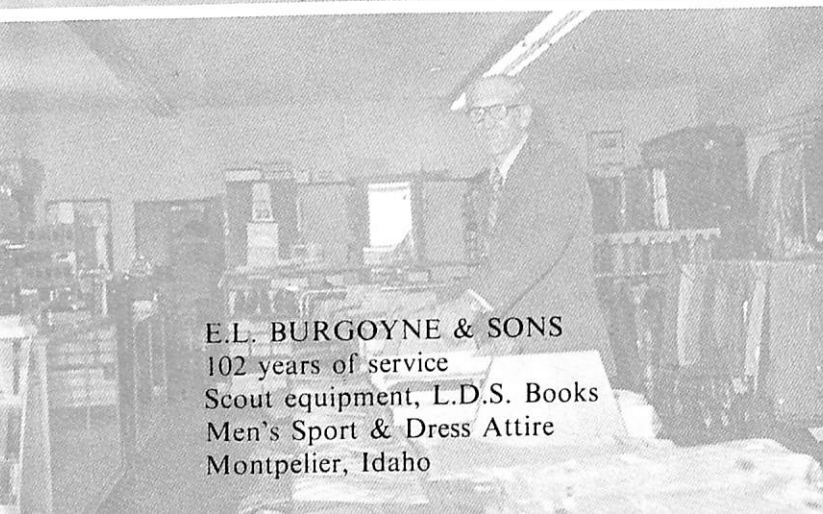 E.L. BURGOYNE & SONS
102 years of service
Scout equipment, L.D.S. Books
Men's Sport & Dress Attire
Montpelier, Idaho